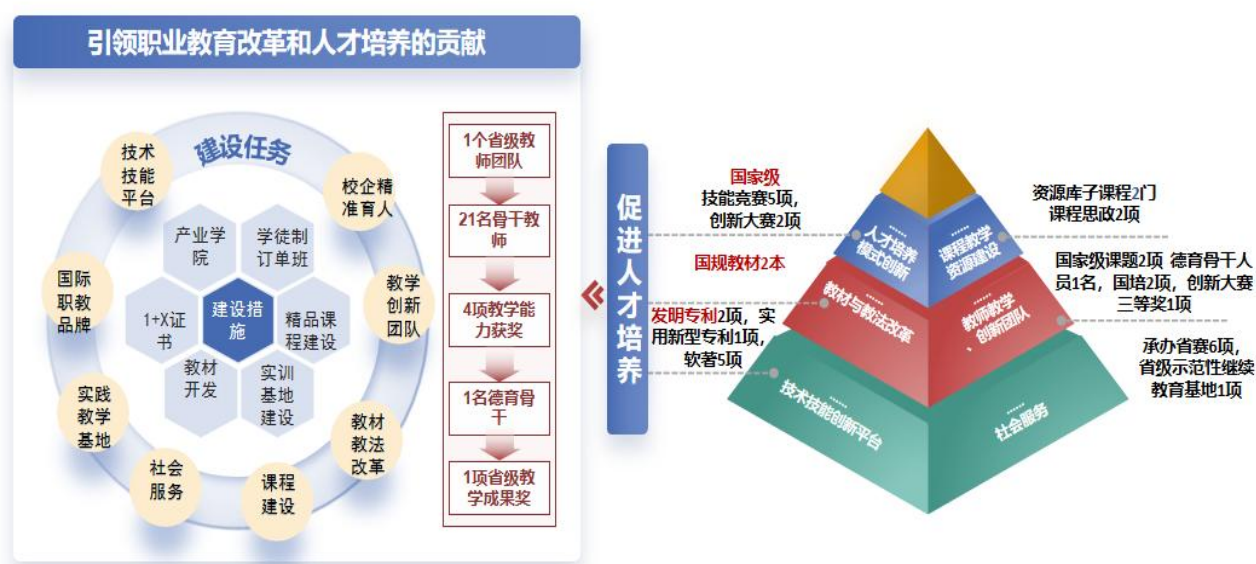 引领职业教育改革和人才培养的贡献
建设任务
技术
技能
平台
校企精
准育人
国际
职教
品牌
教学
创新
团队
实践
教学
基地
教材
教法
改革
社会
服务
课程
建设
产业学
院
学徒制
订单班
1+X证
书
建设措
施
精品课
程建设
教材
开发
实训
基地
建设
1个省级教
师团队
21名骨干教
师
4项教学能
力获奖
1名德育骨
干
1项省级教
学成果奖
促进人才培养
国家级
技能竞赛5项，
创新大赛2项
国规教材2本
发明专利2项，实
用新型专利1项，
软著5项
......
人才培养
模式创新
......
课程教学
资源建设
......
教材与教法改革
......
教师教学
、创新团队
......
技术技能创新平台
......
社会服务
资源库子课程2门
课程思政2项
国家级课题2项 德育骨干人
员1名，国培2项，创新大赛
三等奖1项
承办省赛6项，
省级示范性继续
教育基地1项